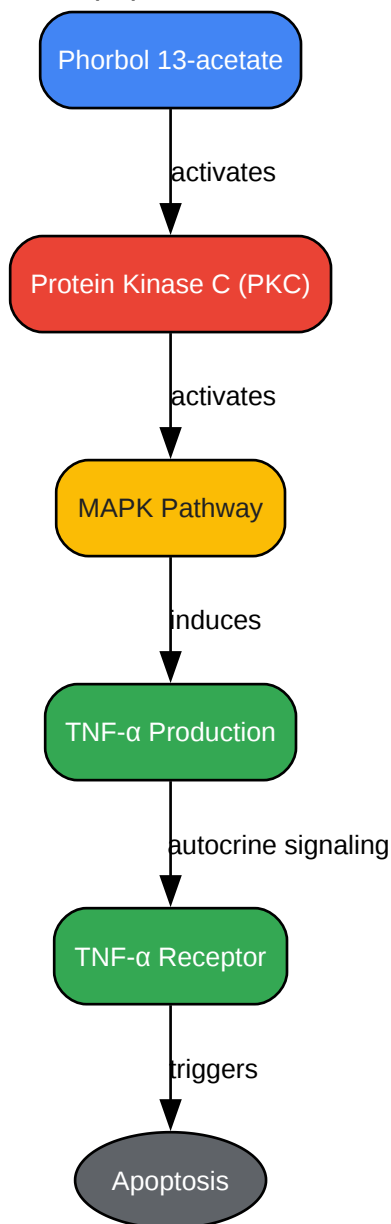 Phorbol 13-acetate
activates
Protein Kinase C (PKC)
activates
MAPK Pathway
induces
TNF-α Production
autocrine signaling
TNF-α Receptor
triggers
Apoptosis